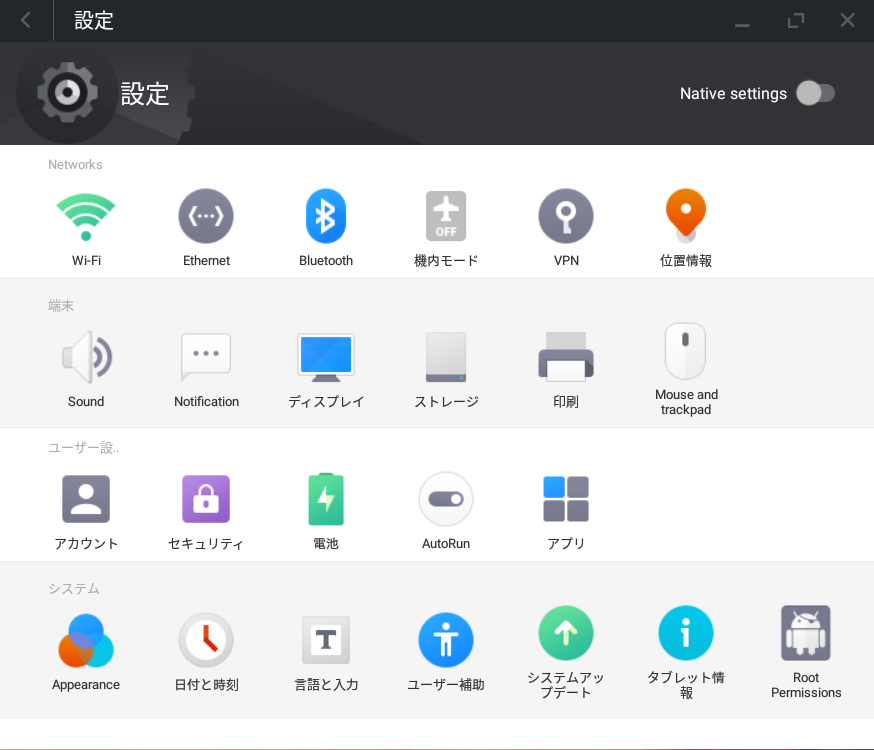 設定
設定
Native settings
Networks
Wi-Fi
Ethernet
Bluetooth
OFF
機内モード
VPN
位置情報
端末
Sound
Notification
ディスプレイ
ストレージ
印刷
Mouse and
trackpad
ユーザー設..
アカウント
セキュリティ
電池
AutoRun
アプリ
システム
Appearance
日付と時刻
T
言語と入力
ユーザー補助
システムアッ
プデート
タブレット情
報
Root
Permissions